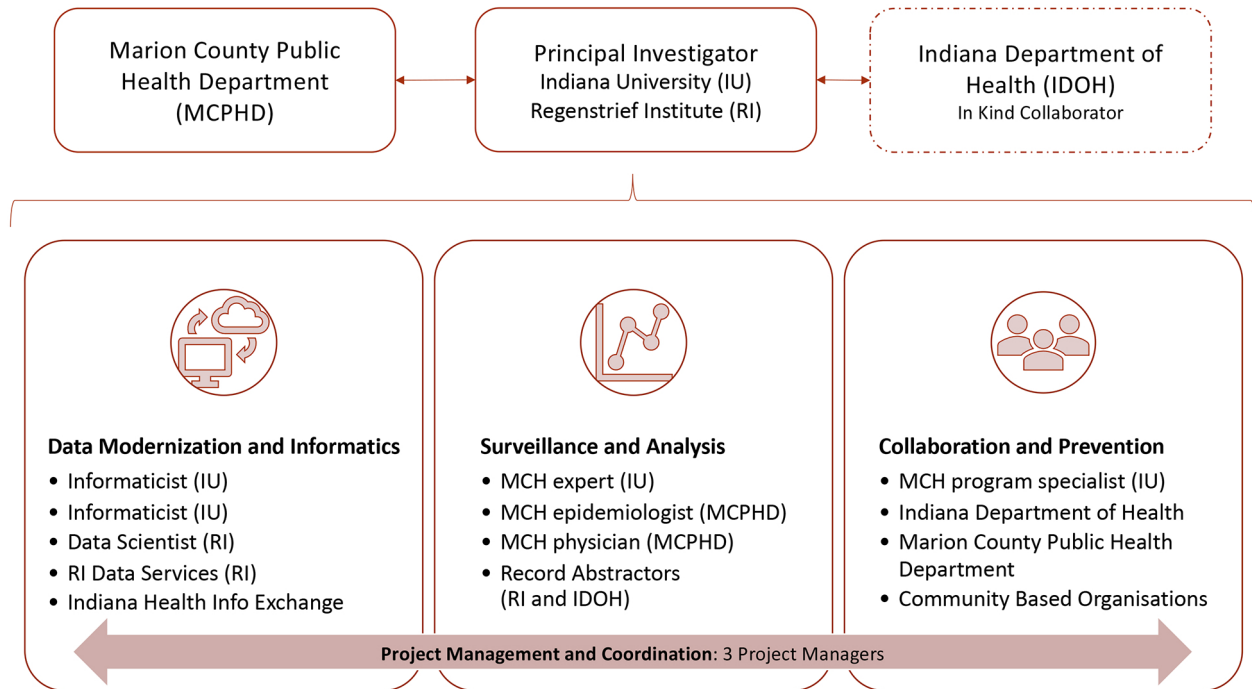 Marion County Public
Health Department
(MCPHD)
Principal Investigator
Indiana University (IU)
Regenstrief Institute (RI)
Indiana Department of
Health (IDOH)
In Kind Collaborator
Data Modernization and Informatics
• Informaticist (IU)
• Informaticist (IU)
• Data Scientist (RI)
• RI Data Services (RI)
• Indiana Health Info Exchange
Surveillance and Analysis
• MCH expert (IU)
• MCH epidemiologist (MCPHD)
• MCH physician (MCPHD)
• Record Abstractors
(RI and IDOH)
Collaboration and Prevention
• MCH program specialist (IU)
• Indiana Department of Health
• Marion County Public Health
Department
• Community Based Organisations
Project Management and Coordination: 3 Project Managers